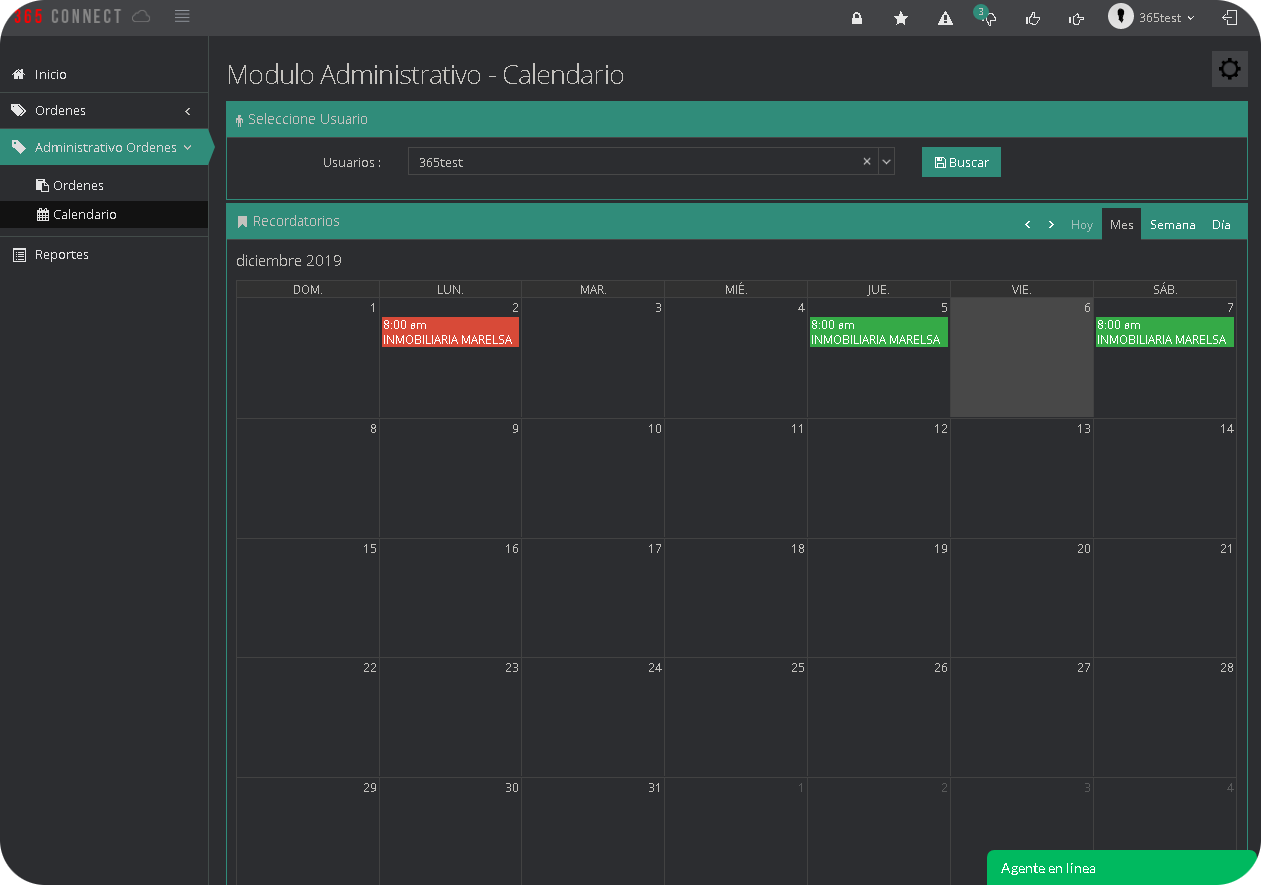 365 CONNECT
3
365test
Inicio
Ordenes
Administrativo Ordenes
Ordenes
Calendario
Reportes
Modulo Administrativo - Calendario
Seleccione Usuario
Usuarios :
365test
Buscar
Recordatorios
Hoy
Mes
Semana
Día
diciembre 2019
DOM. LUN. MAR. MIÉ. JUE. VIE. SÁB.
1 2 3 4 5 6 7
8:00 am 8:00 am 8:00 am
INMOBILIARIA MARELSA INMOBILIARIA MARELSA INMOBILIARIA MARELSA
8 9 10 11 12 13 14
15 16 17 18 19 20 21
22 23 24 25 26 27 28
29 30 31 1 2 3 4
Agente en línea